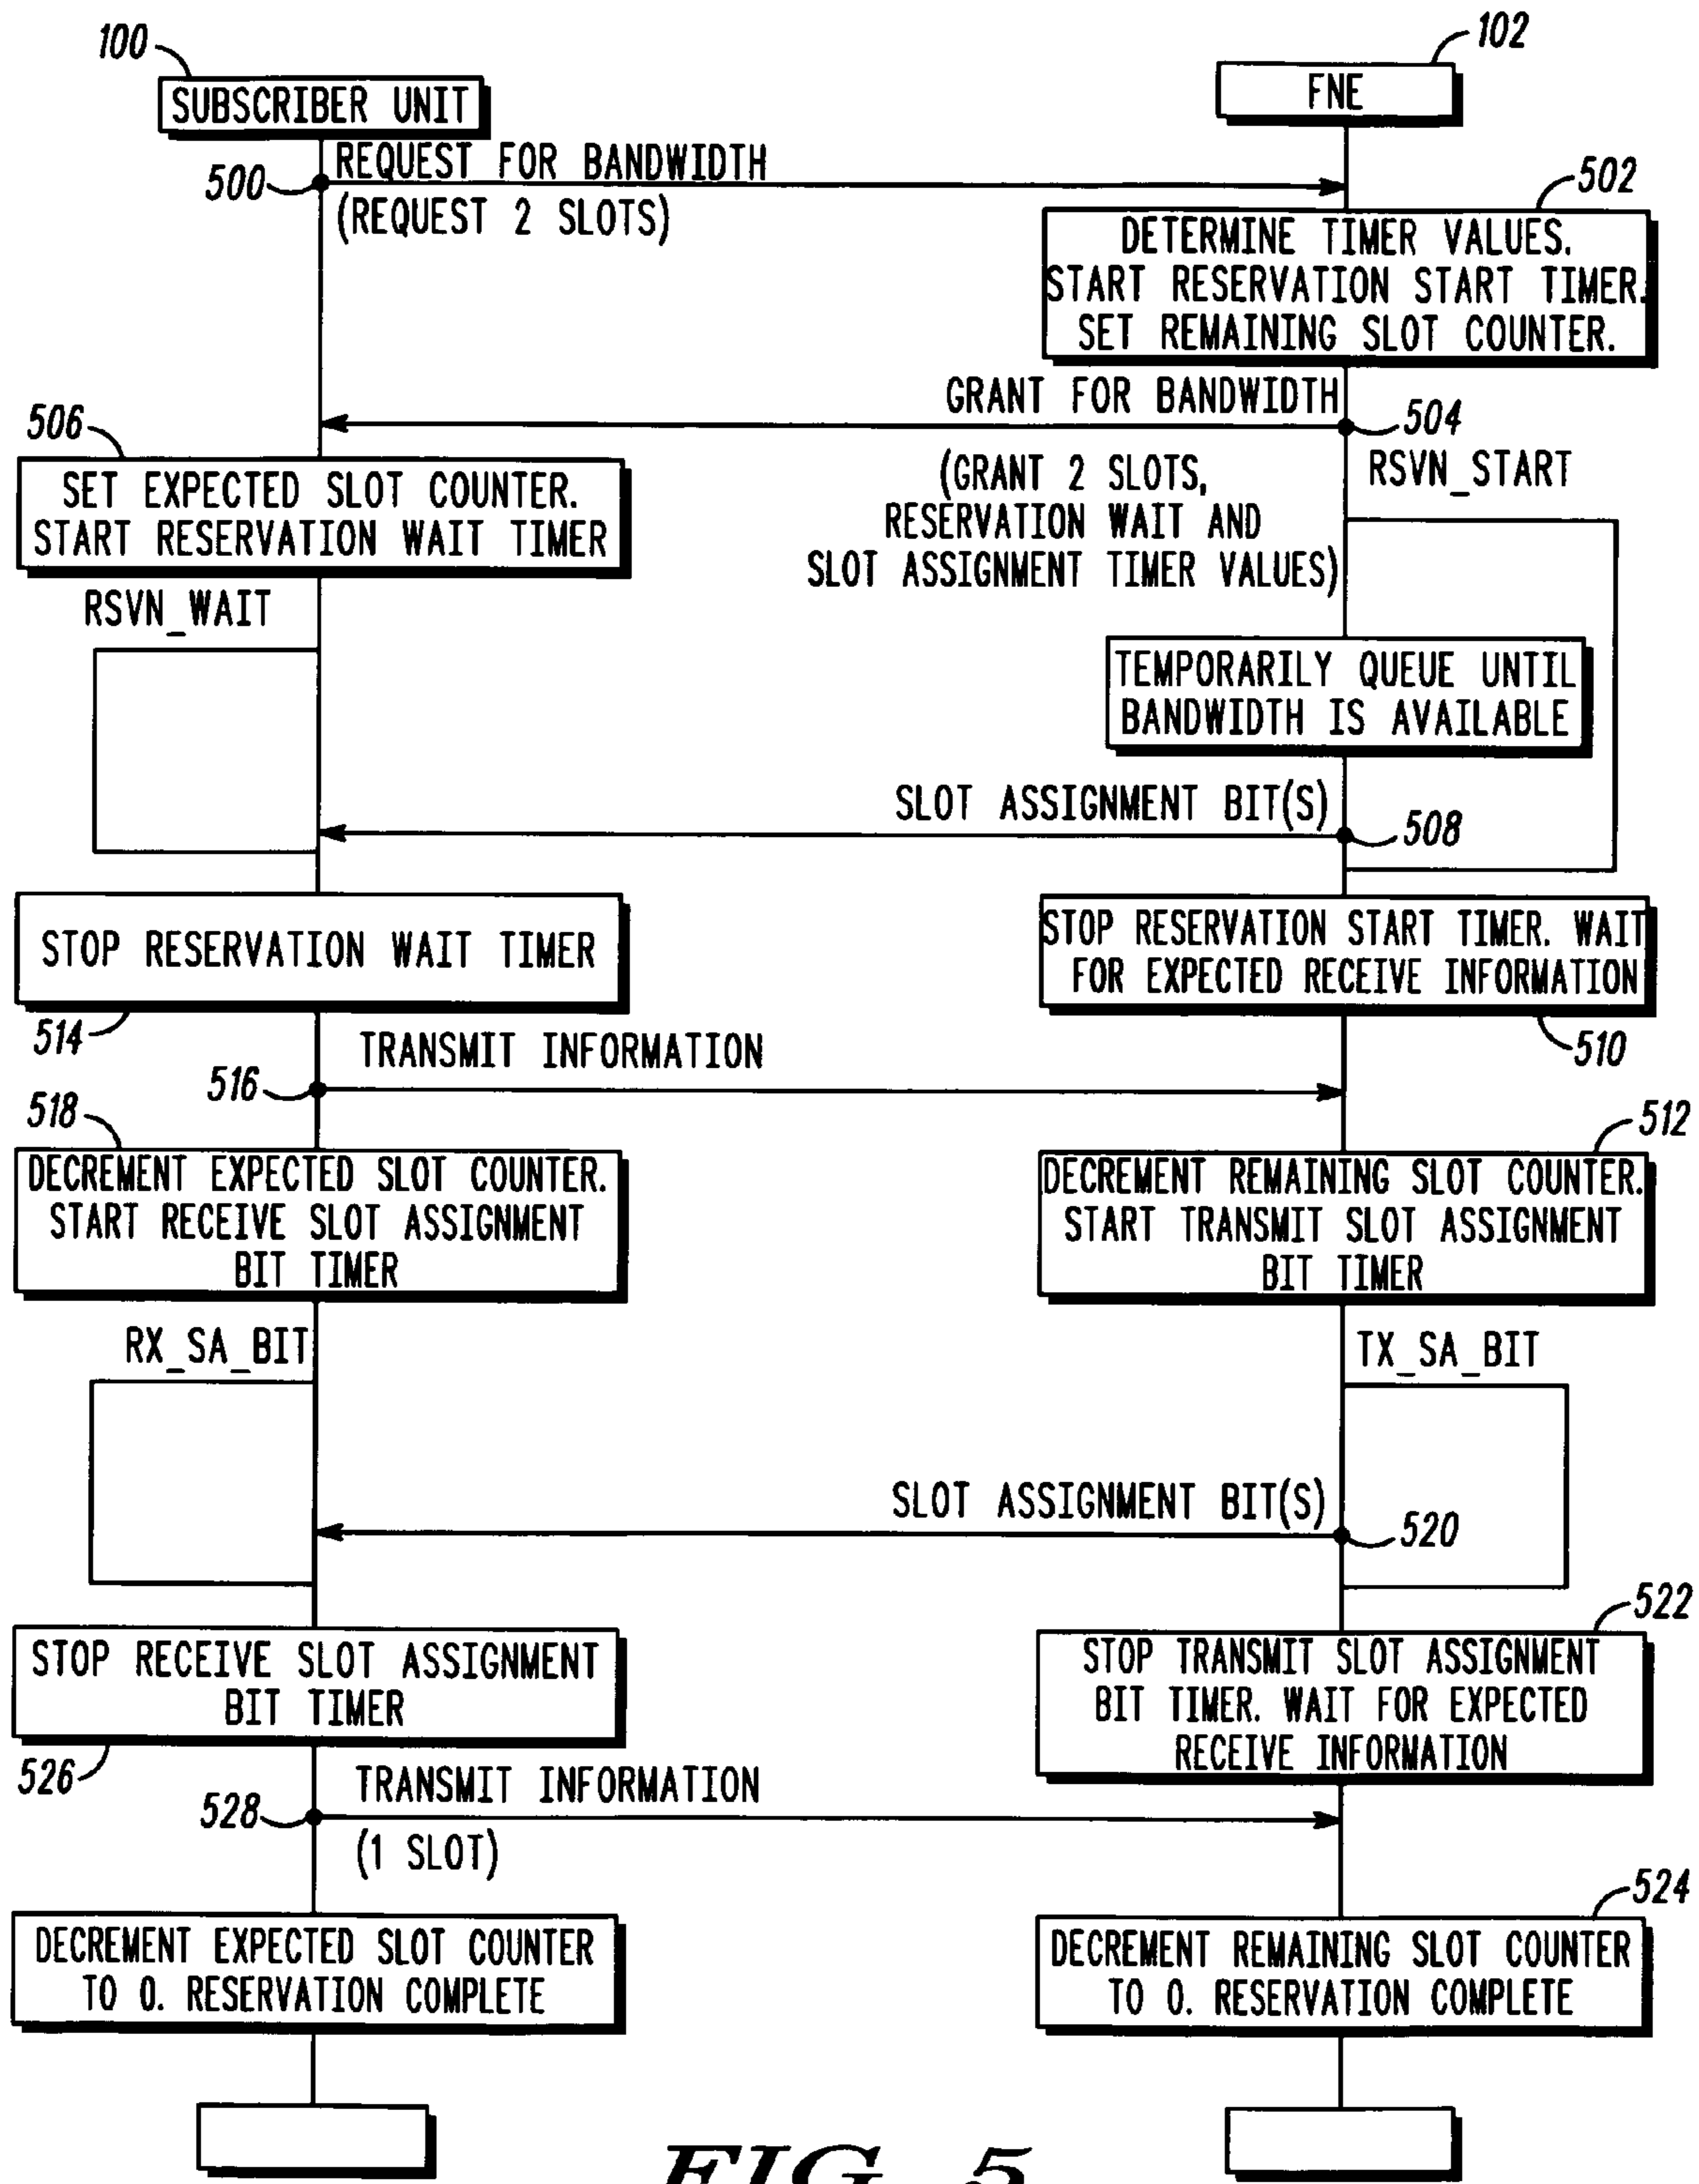 100
102
SUBSCRIBER UNIT
FNE
REQUEST FOR BANDWIDTH
500
(REQUEST 2 SLOTS)
502
DETERMINE TIMER VALUES.
START RESERVATION START TIMER.
SET REMAINING SLOT COUNTER.
GRANT FOR BANDWIDTH
504
506
SET EXPECTED SLOT COUNTER.
START RESERVATION WAIT TIMER
(GRANT 2 SLOTS,
RESERVATION WAIT AND
SLOT ASSIGNMENT TIMER VALUES)
RSVN_START
RSVN_WAIT
TEMPORARILY QUEUE UNTIL
BANDWIDTH IS AVAILABLE
SLOT ASSIGNMENT BIT(S)
508
STOP RESERVATION WAIT TIMER
514
STOP RESERVATION START TIMER. WAIT
FOR EXPECTED RECEIVE INFORMATION
510
TRANSMIT INFORMATION
516
518
DECREMENT EXPECTED SLOT COUNTER.
START RECEIVE SLOT ASSIGNMENT
BIT TIMER
512
DECREMENT REMAINING SLOT COUNTER.
START TRANSMIT SLOT ASSIGNMENT
BIT TIMER
RX_SA_BIT
TX_SA_BIT
SLOT ASSIGNMENT BIT(S)
520
STOP RECEIVE SLOT ASSIGNMENT
BIT TIMER
526
522
STOP TRANSMIT SLOT ASSIGNMENT
BIT TIMER. WAIT FOR EXPECTED
RECEIVE INFORMATION
TRANSMIT INFORMATION
528
(1 SLOT)
DECREMENT EXPECTED SLOT COUNTER
TO 0. RESERVATION COMPLETE
524
DECREMENT REMAINING SLOT COUNTER
TO 0. RESERVATION COMPLETE
FIG. 5